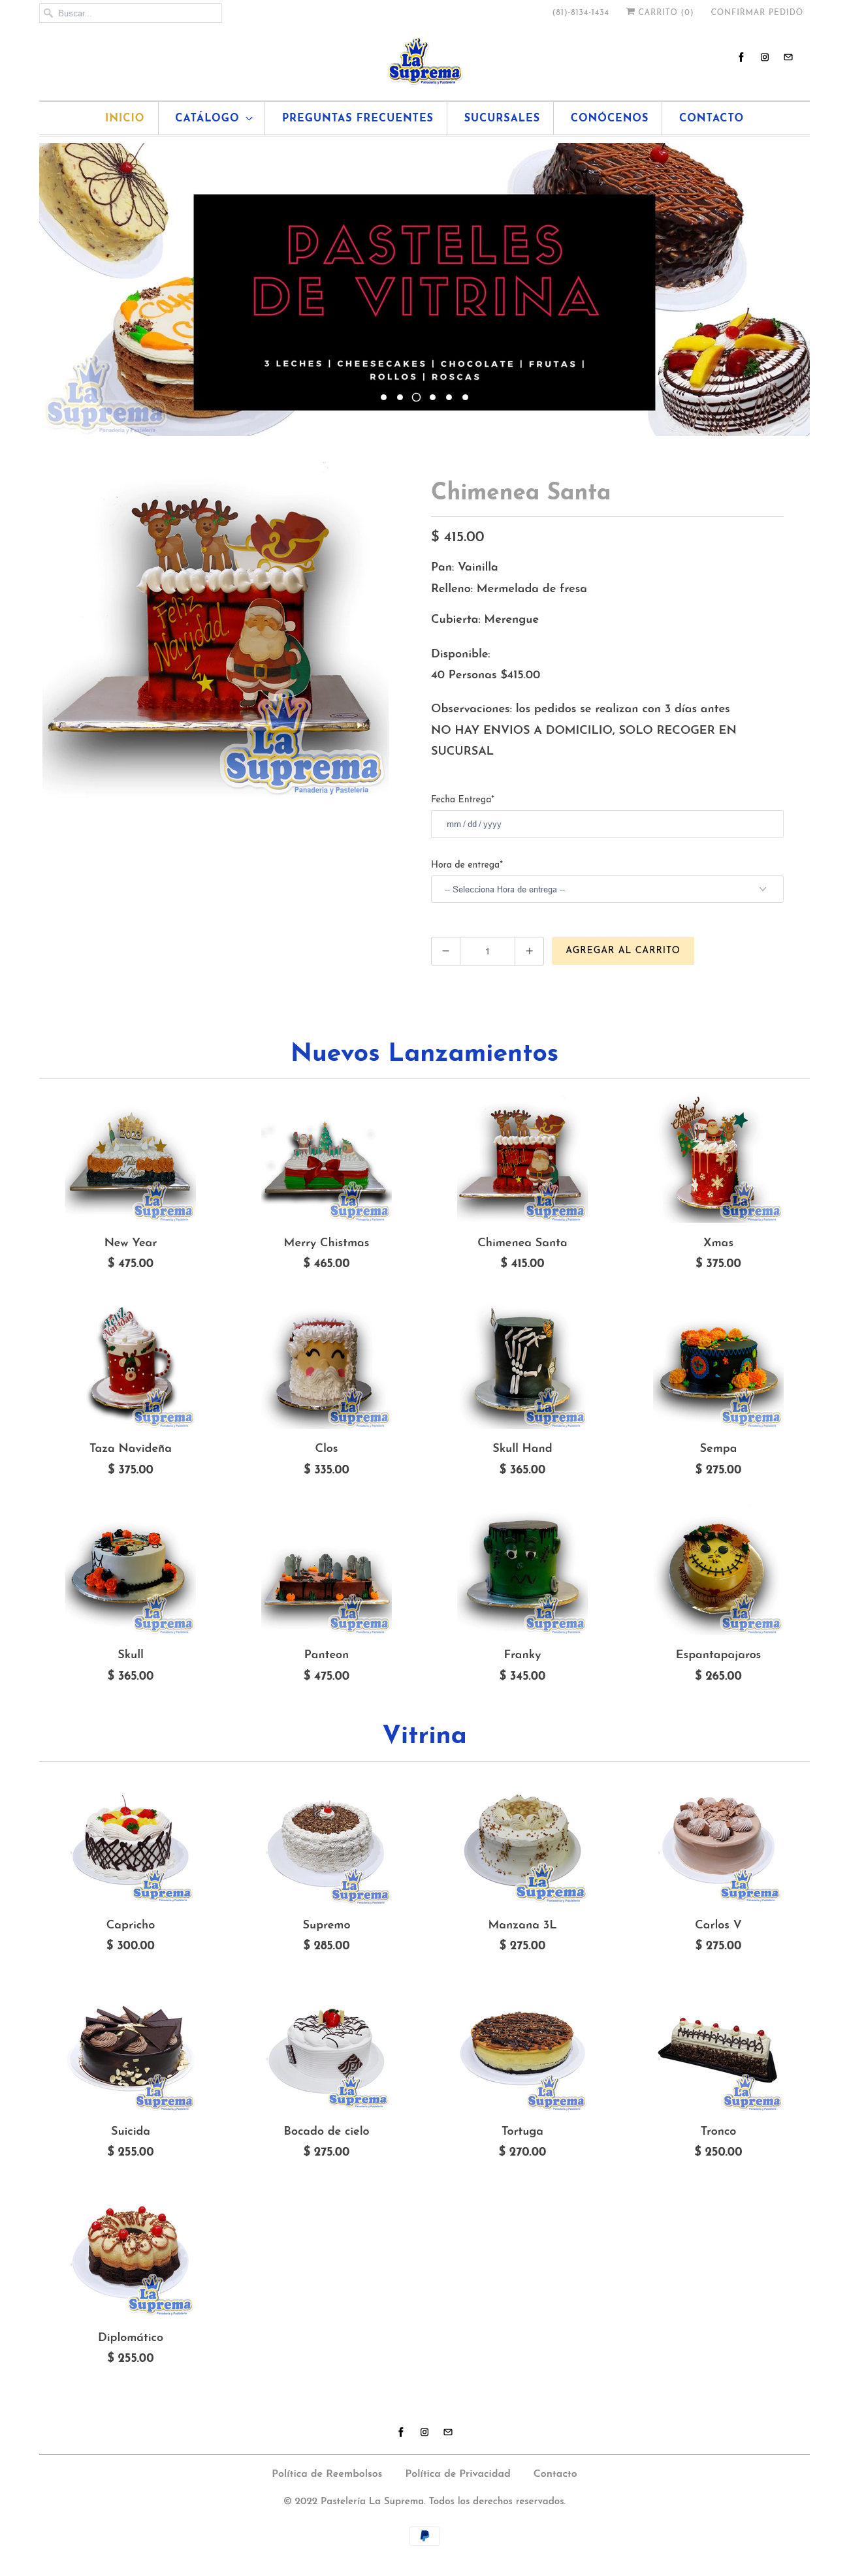 Buscar...
(81)-8134-1434
CARRITO (0)
CONFIRMAR PEDIDO
La
Suprema
Panadería y Pastelería
INICIO
CATÁLOGO
PREGUNTAS FRECUENTES
SUCURSALES
CONÓCENOS
CONTACTO
PASTELES
DE VITRINA
3 LECHES | CHEESECAKES | CHOCOLATE | FRUTAS |
ROLLOS | ROSCAS
La
Suprema
Panadería y Pastelería
Feliz
Navidad
La
Suprema
Panadería y Pastelería
Chimenea Santa
$ 415.00
Pan: Vainilla
Relleno: Mermelada de fresa
Cubierta: Merengue
Disponible:
40 Personas $415.00
Observaciones: los pedidos se realizan con 3 días antes
NO HAY ENVIOS A DOMICILIO, SOLO RECOGER EN
SUCURSAL
Fecha Entrega*
mm / dd / yyyy
Hora de entrega*
-- Selecciona Hora de entrega --
1
AGREGAR AL CARRITO
Nuevos Lanzamientos
New Year
$ 475.00
Merry Chistmas
$ 465.00
Chimenea Santa
$ 415.00
Xmas
$ 375.00
Taza Navideña
$ 375.00
Clos
$ 335.00
Skull Hand
$ 365.00
Sempa
$ 275.00
Skull
$ 365.00
Panteon
$ 475.00
Franky
$ 345.00
Espantapajaros
$ 265.00
Vitrina
Capricho
$ 300.00
Supremo
$ 285.00
Manzana 3L
$ 275.00
Carlos V
$ 275.00
Suicida
$ 255.00
Bocado de cielo
$ 275.00
Tortuga
$ 270.00
Tronco
$ 250.00
Diplomático
$ 255.00
Política de Reembolsos
Política de Privacidad
Contacto
© 2022 Pastelería La Suprema. Todos los derechos reservados.